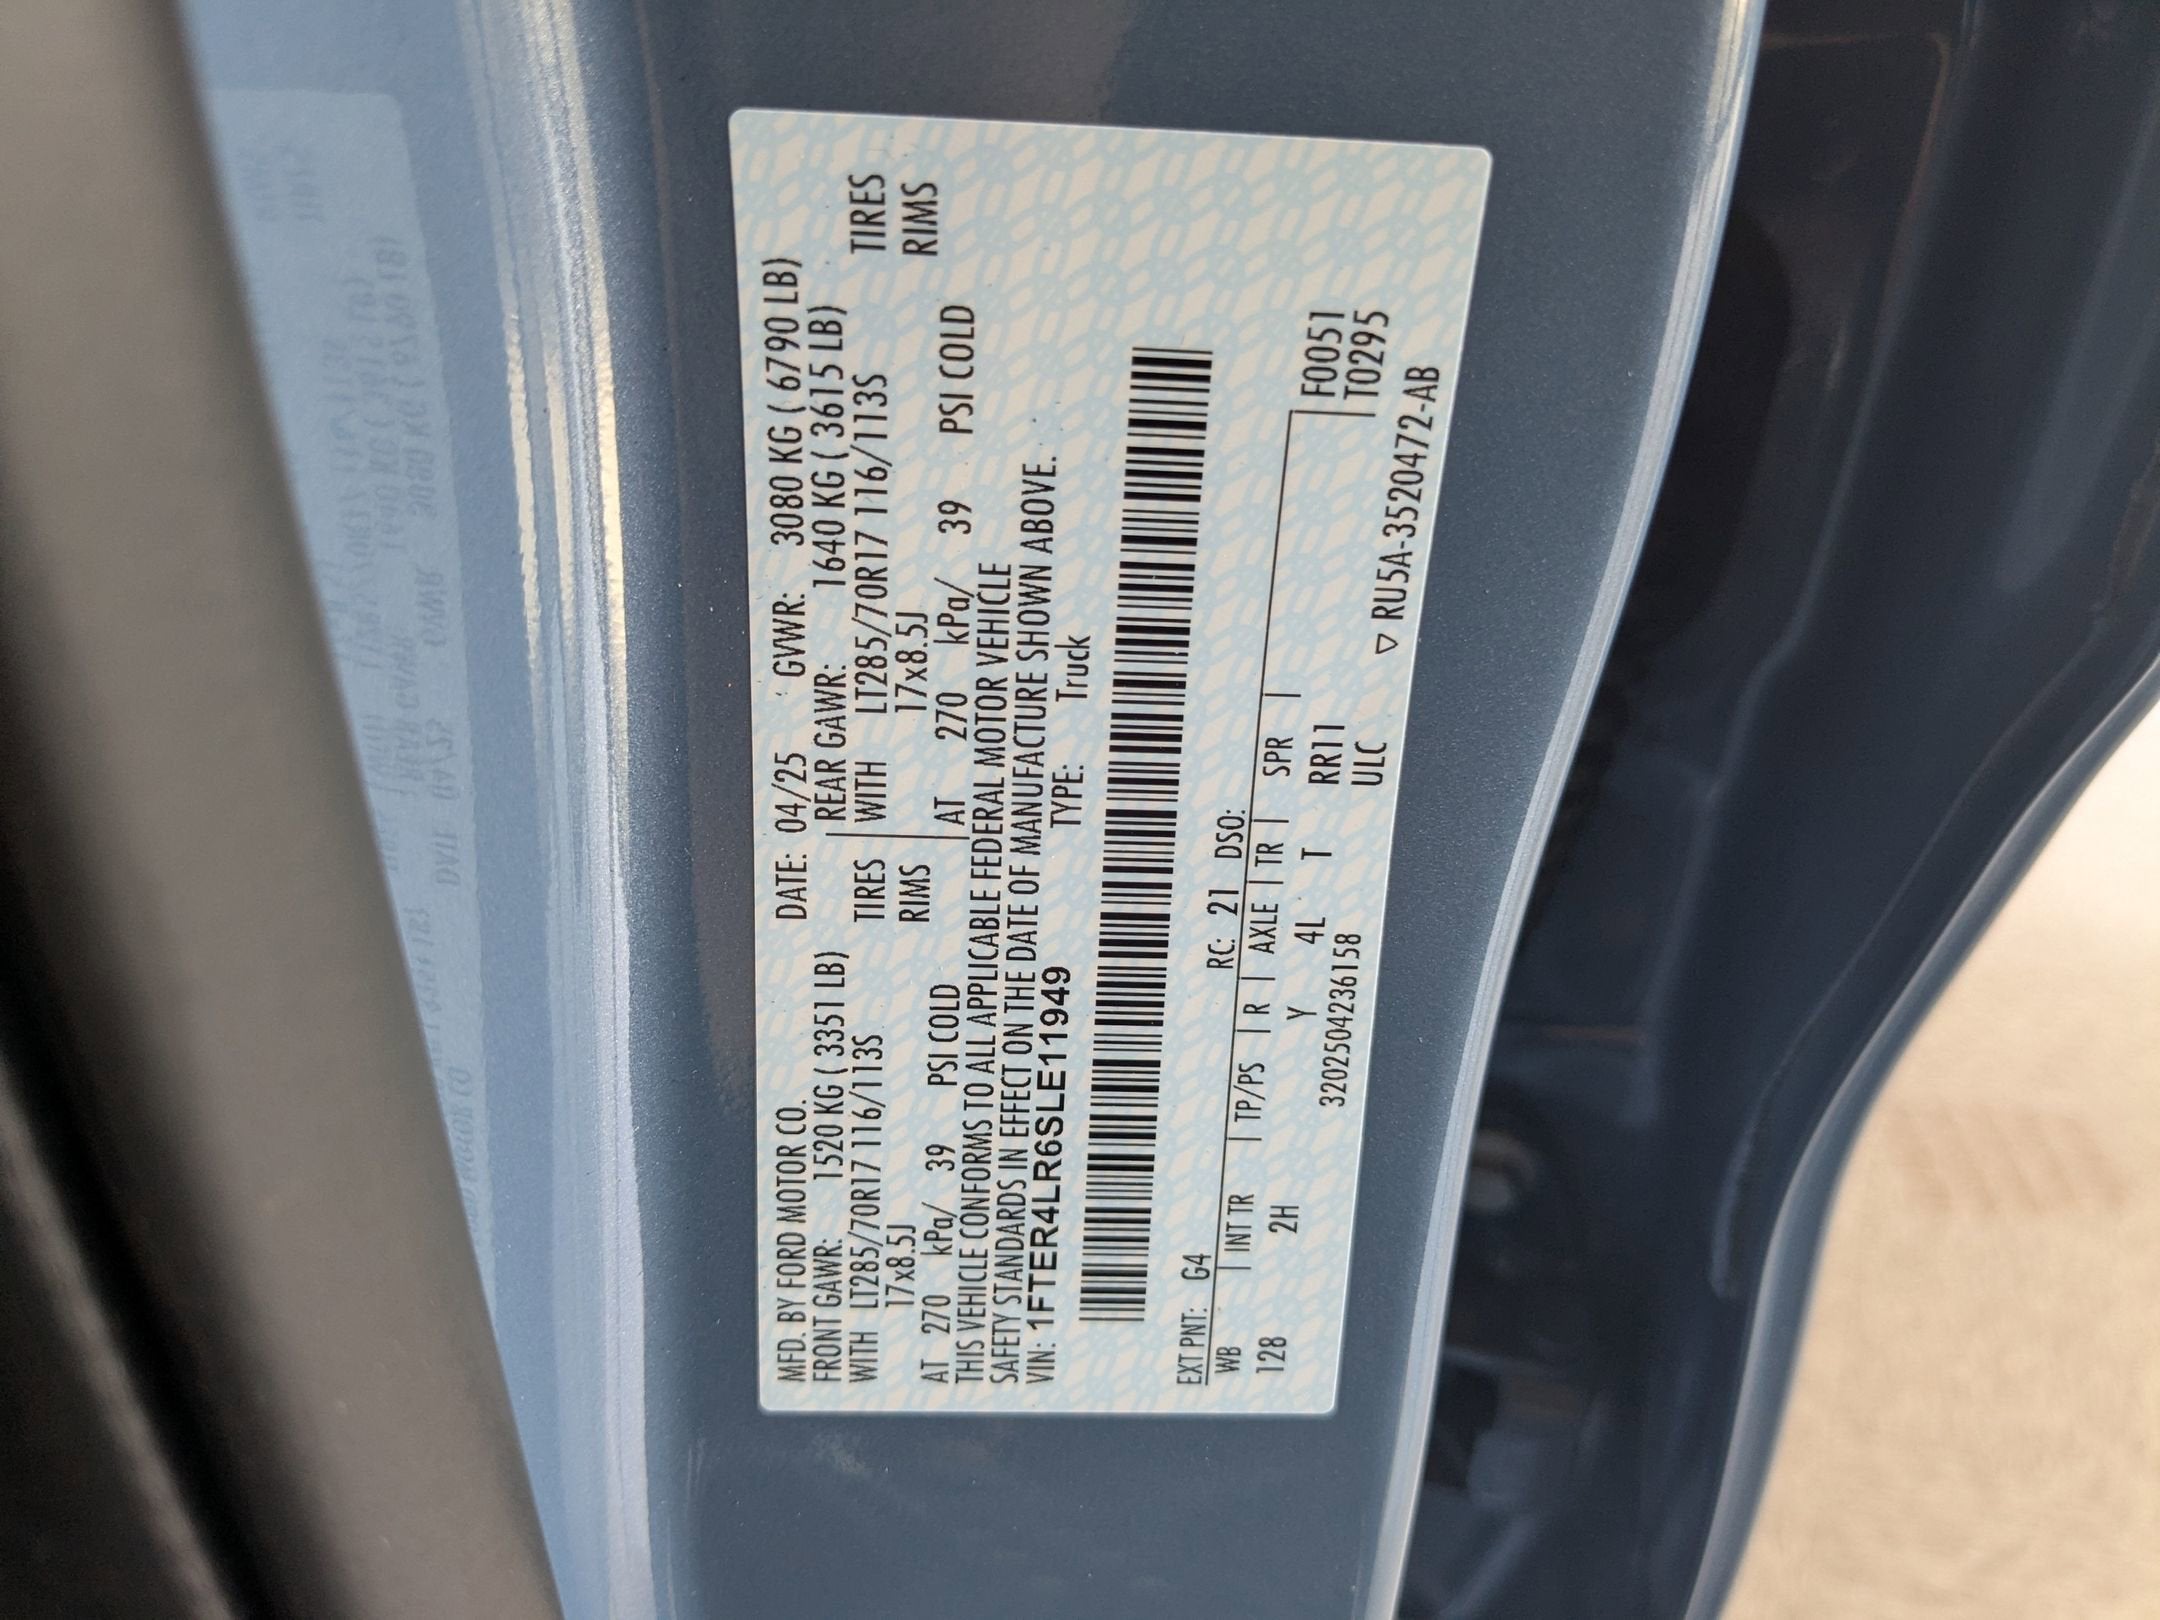 MFD. BY FORD MOTOR CO. DATE: 04/25 GVWR: 3080 KG ( 6790 LB)
FRONT GAWR: 1520 KG ( 3351 LB) REAR GAWR: 1640 KG ( 3615 LB)
WITH LT285/70R17 116/113S TIRES WITH LT285/70R17 116/113S TIRES
17x8.5J RIMS 17x8.5J RIMS
AT 270 kPa/ 39 PSI COLD AT 270 kPa/ 39 PSI COLD
THIS VEHICLE CONFORMS TO ALL APPLICABLE FEDERAL MOTOR VEHICLE
SAFETY STANDARDS IN EFFECT ON THE DATE OF MANUFACTURE SHOWN ABOVE.
VIN: 1FTER4LR6SLE11949 TYPE: Truck
EXT PNT: G4 RC: 21 DSO:
WB INT TR TP/PS R AXLE TR SPR
128 2H Y 4L T RR11 F0051
3202504236158 ULC T0295
▽ RU5A-3520472-AB